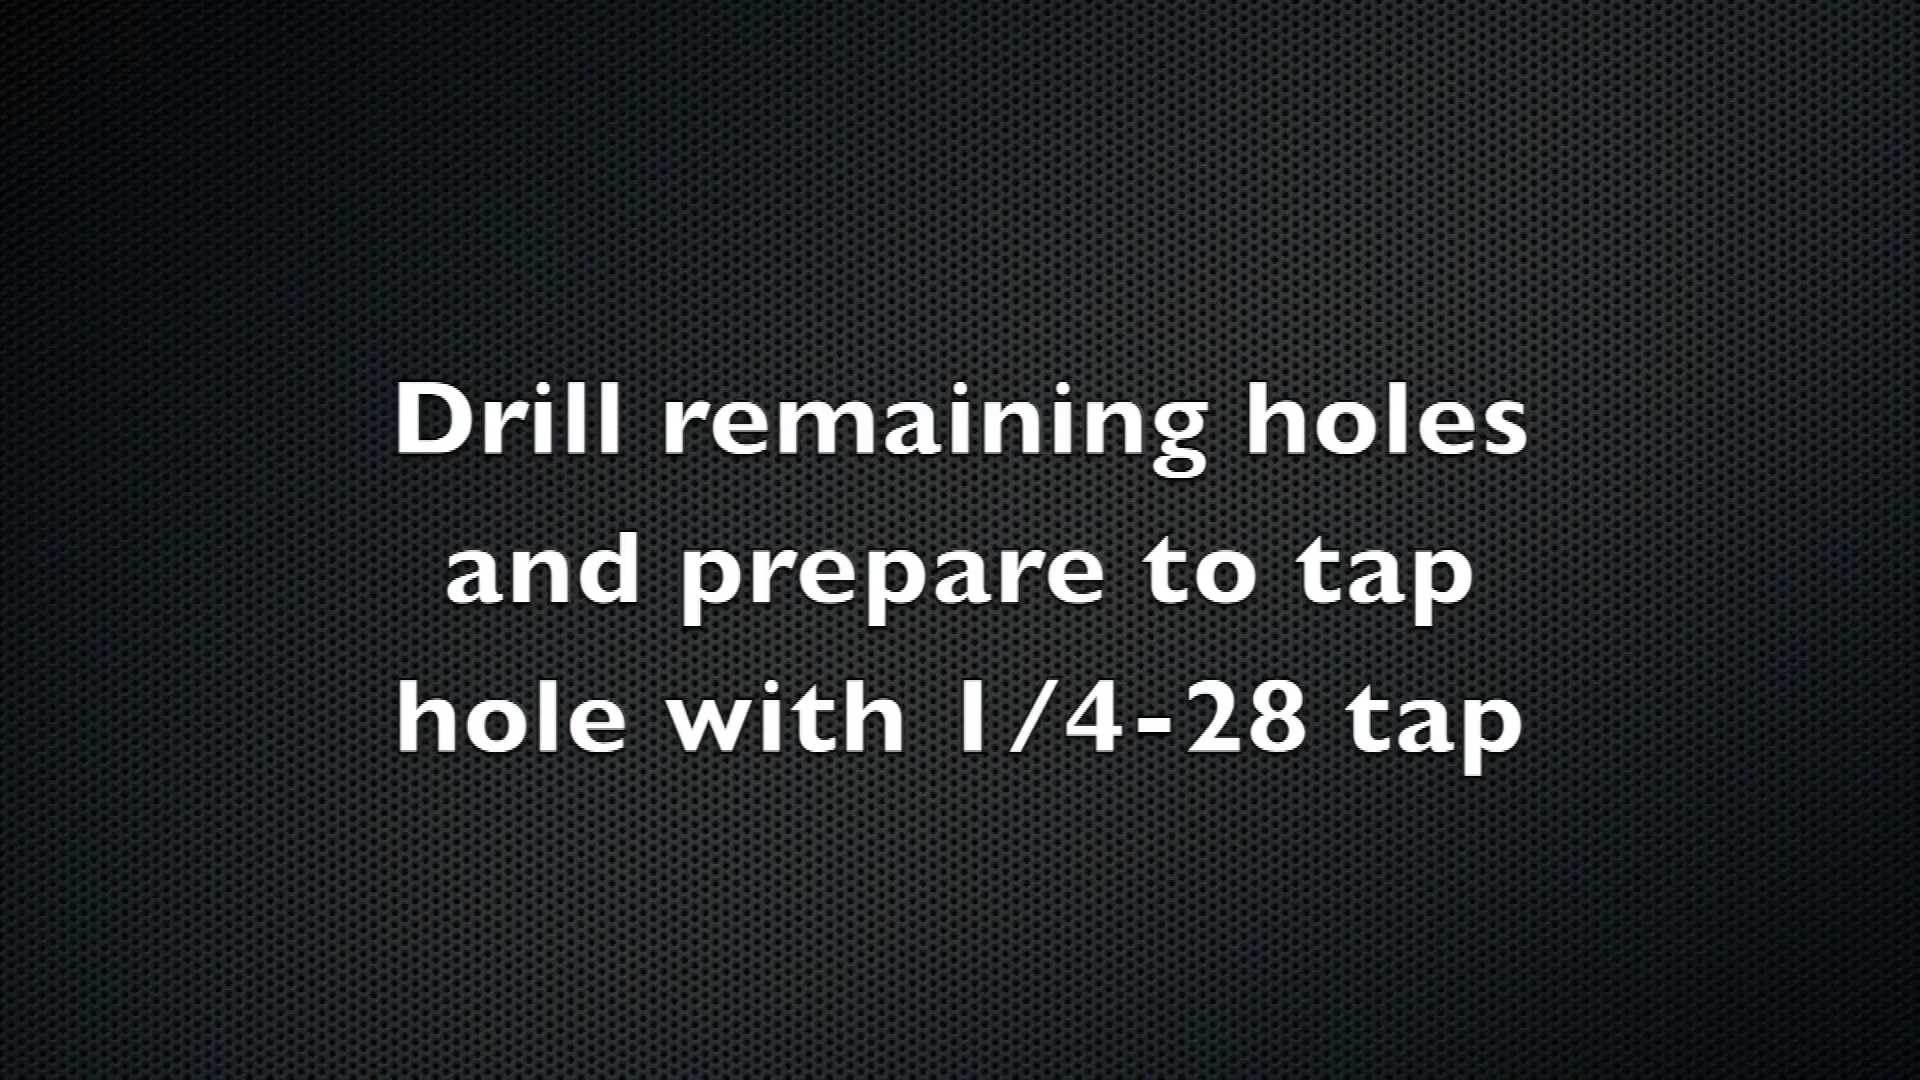 Drill remaining holes
and prepare to tap
hole with 1/4-28 tap